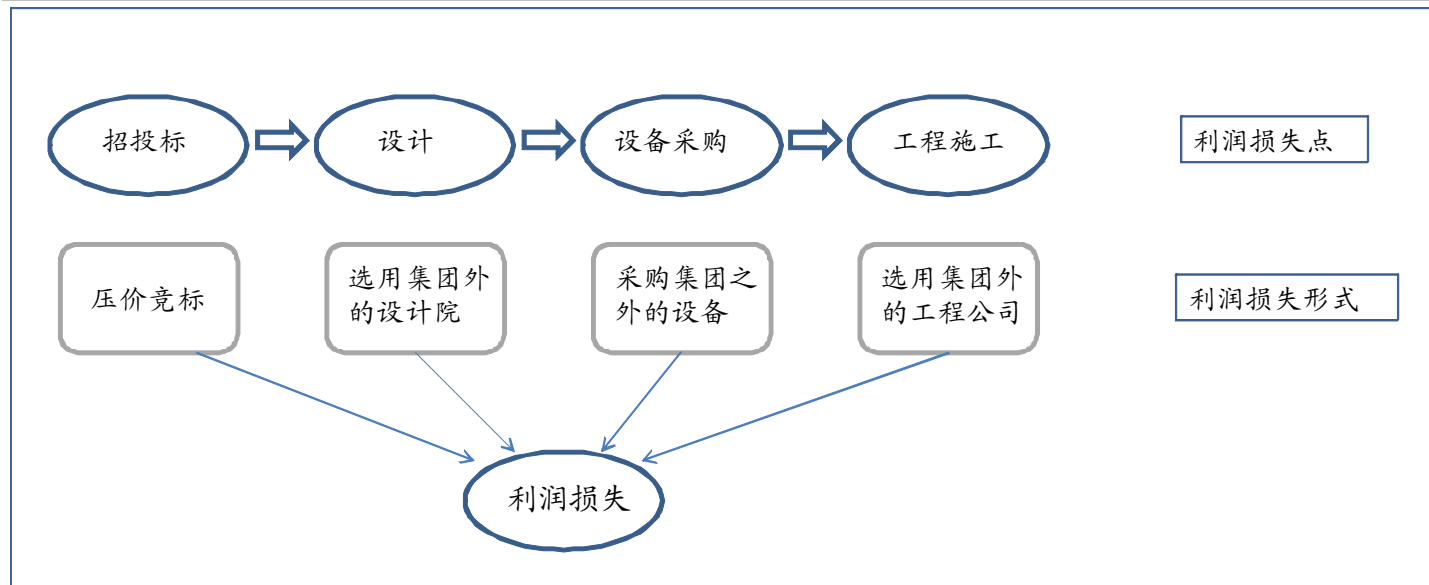 招投标
设计
设备采购
工程施工
利润损失点
压价竞标
选用集团外
的设计院
采购集团之
外的设备
选用集团外
的工程公司
利润损失形式
利润损失